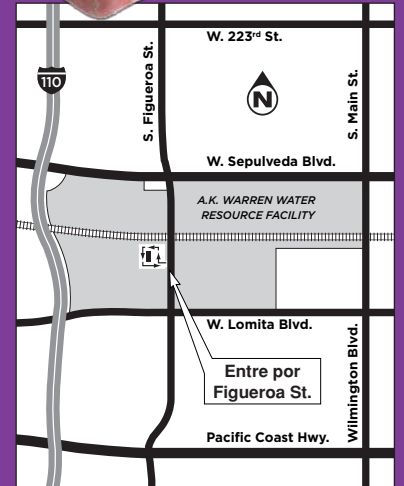 W. 223rd St.
110
S. Figueroa St.
N
S. Main St.
W. Sepulveda Blvd.
A.K. WARREN WATER
RESOURCE FACILITY
W. Lomita Blvd.
Entre por
Figueroa St.
Wilmington Blvd.
Pacific Coast Hwy.